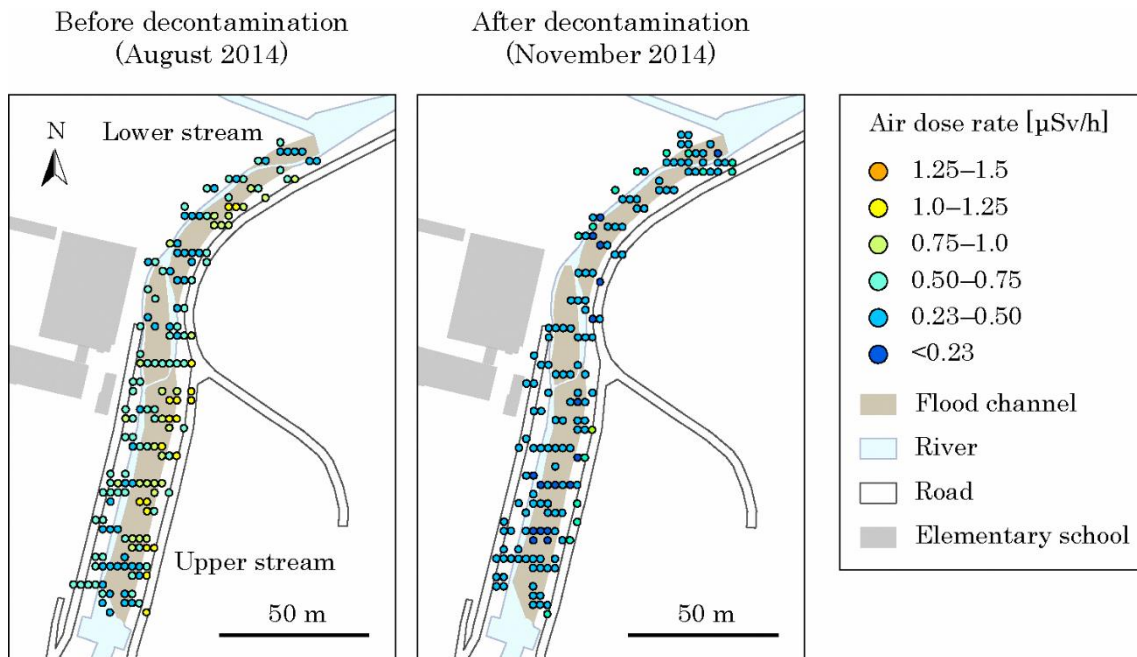 Before decontamination
(August 2014)
After decontamination
(November 2014)
N
Lower stream
Upper stream
50 m
50 m
Air dose rate [µSv/h]
1.25–1.5
1.0–1.25
0.75–1.0
0.50–0.75
0.23–0.50
<0.23
Flood channel
River
Road
Elementary school